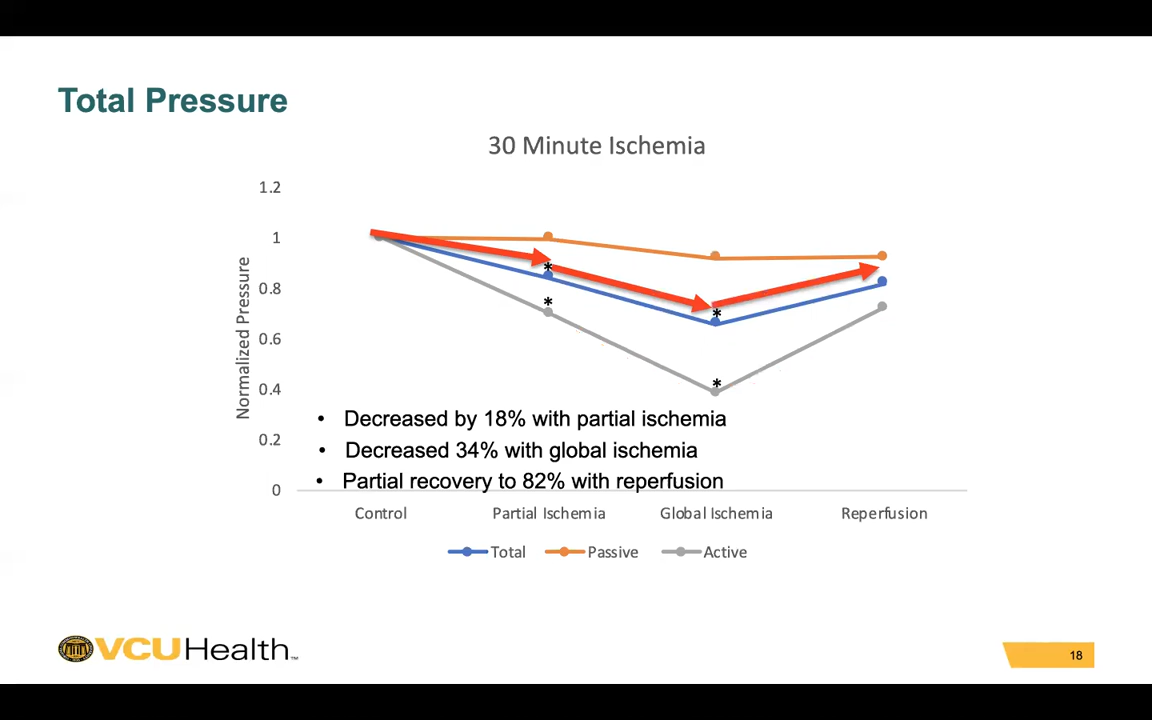 Total Pressure
30 Minute Ischemia
1.2
1
0.8
0.6
0.4
0.2
0
Normalized Pressure
*
*
*
*
• Decreased by 18% with partial ischemia
• Decreased 34% with global ischemia
• Partial recovery to 82% with reperfusion
Control Partial Ischemia Global Ischemia Reperfusion
Total Passive Active
VCUHealth™
18